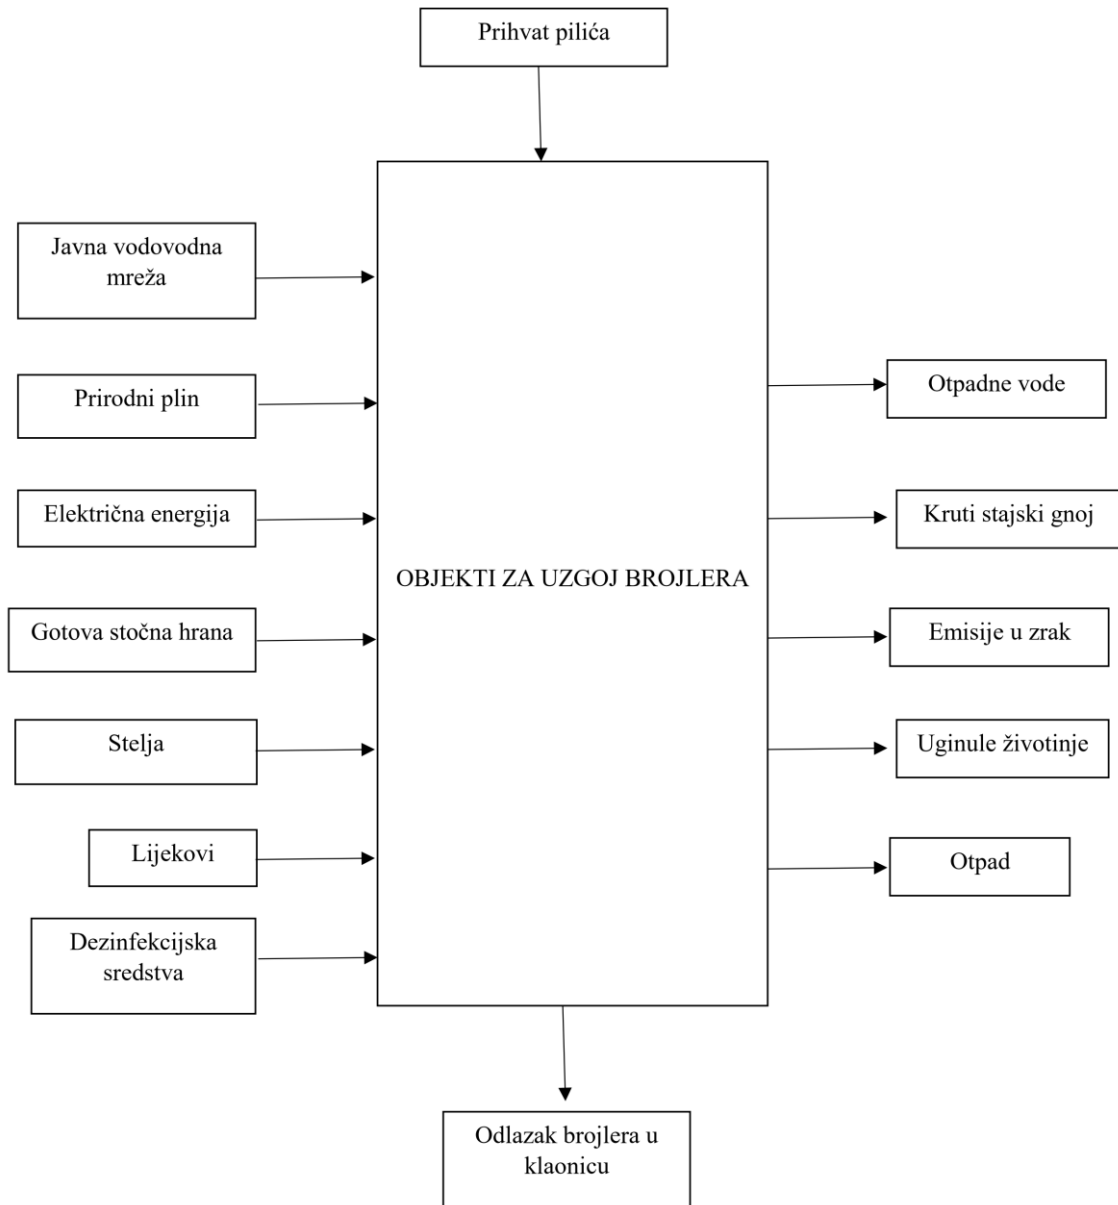 Prihvat pilića
Javna vodovodna
mreža
Prirodni plin
Električna energija
Gotova stočna hrana
Stelja
Lijekovi
Dezinfekcijska
sredstva
OBJEKTI ZA UZGOJ BROJLERA
Otpadne vode
Kruti stajski gnoj
Emisije u zrak
Uginule životinje
Otpad
Odlazak brojlera u
klaonicu